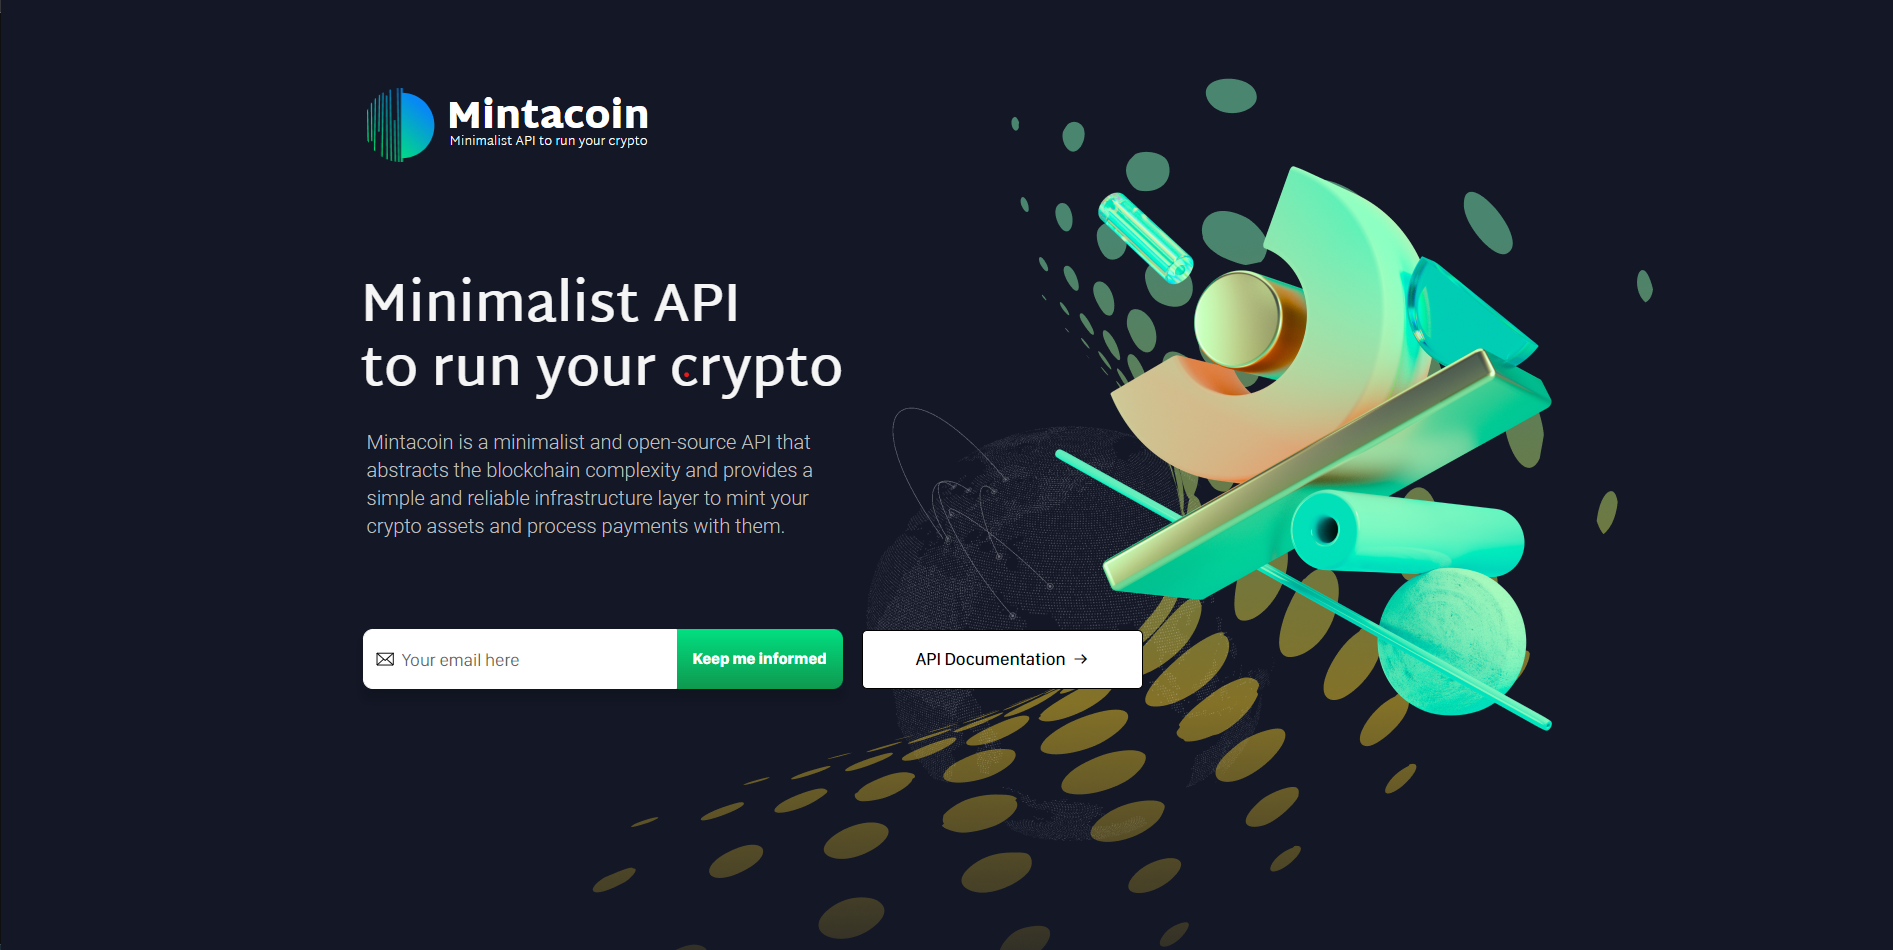 Mintacoin
Minimalist API to run your crypto
Minimalist API
to run your crypto
Mintacoin is a minimalist and open-source API that
abstracts the blockchain complexity and provides a
simple and reliable infrastructure layer to mint your
crypto assets and process payments with them.
Your email here
Keep me informed
API Documentation →